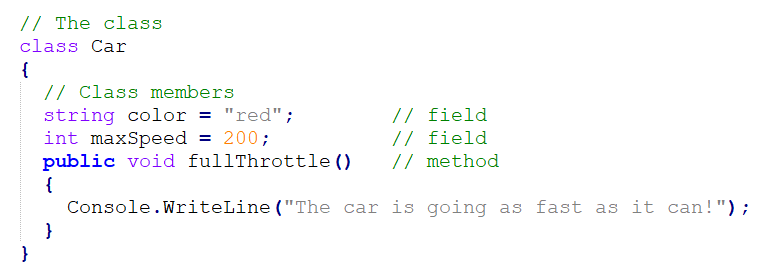 // The class
class Car
{
  // Class members
  string color = "red";        // field
  int maxSpeed = 200;          // field
  public void fullThrottle()   // method
  {
    Console.WriteLine("The car is going as fast as it can!");
  }
}